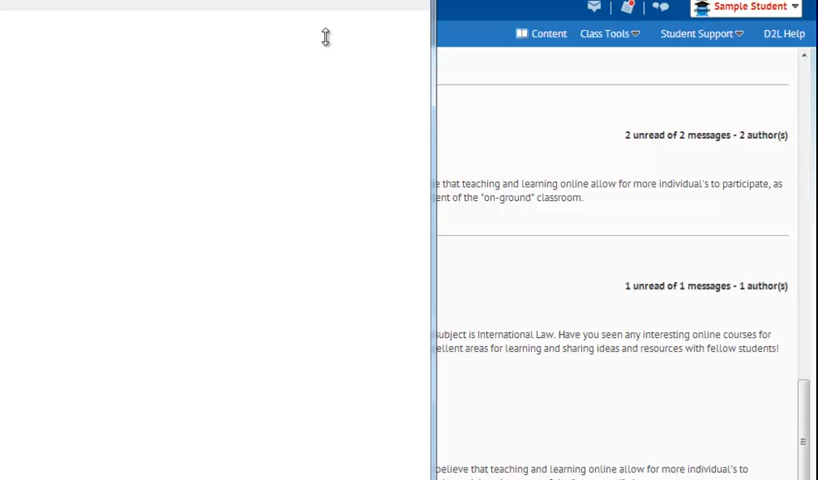 Sample Student
Content Class Tools Student Support D2L Help
2 unread of 2 messages - 2 author(s)
that teaching and learning online allow for more individual's to participate, as
of the "on-ground" classroom.
1 unread of 1 messages - 1 author(s)
subject is International Law. Have you seen any interesting online courses for
areas for learning and sharing ideas and resources with fellow students!
believe that teaching and learning online allow for more individual's to